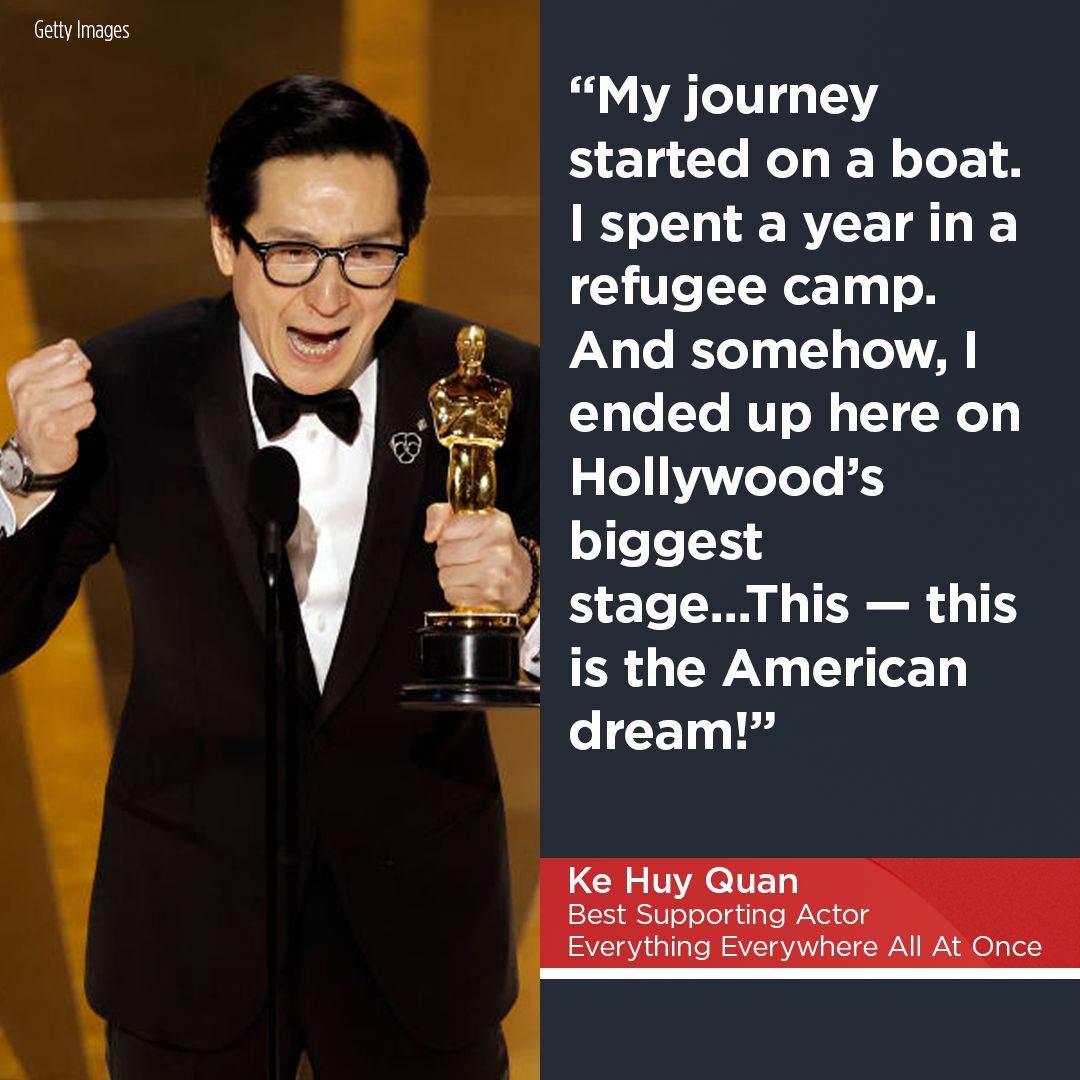 Getty Images
“My journey
started on a boat.
I spent a year in a
refugee camp.
And somehow, I
ended up here on
Hollywood’s
biggest
stage...This — this
is the American
dream!”
Ke Huy Quan
Best Supporting Actor
Everything Everywhere All At Once